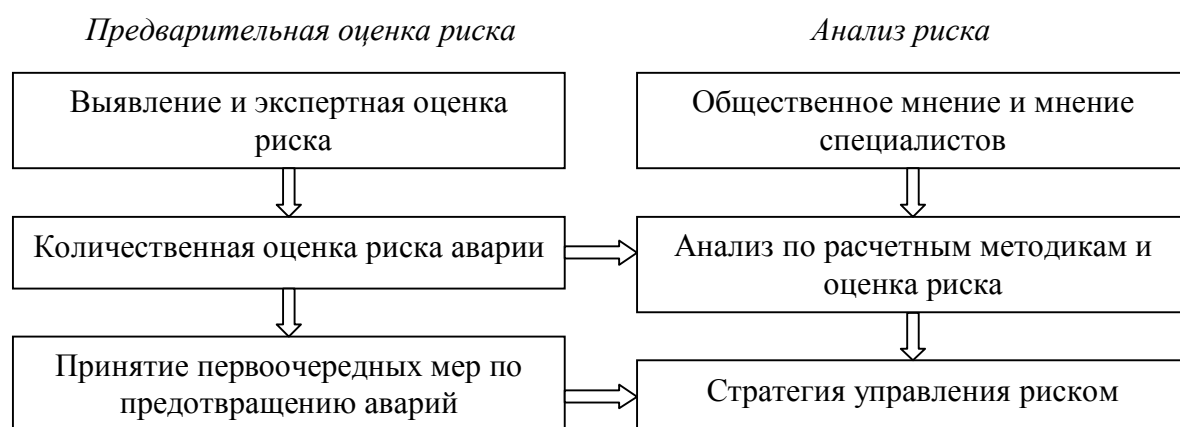 Предварительная оценка риска
Анализ риска
Выявление и экспертная оценка
риска
Общественное мнение и мнение
специалистов
Количественная оценка риска аварии
Анализ по расчетным методикам и
оценка риска
Принятие первоочередных мер по
предотвращению аварий
Стратегия управления риском